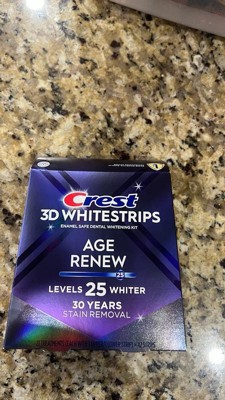 Crest
3D WHITESTRIPS
ENAMEL SAFE DENTAL WHITENING KIT
AGE
RENEW
25
LEVELS 25 WHITER
30 YEARS
STAIN REMOVAL